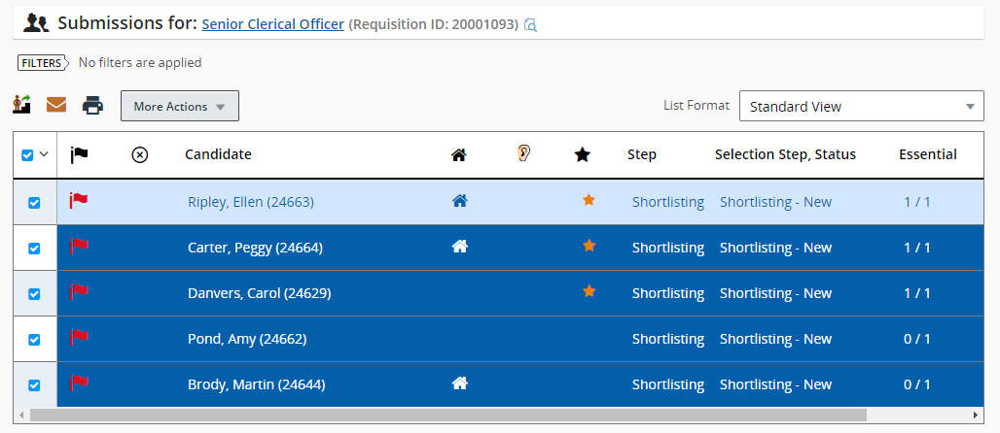 Submissions for: Senior Clerical Officer (Requisition ID: 20001093)
FILTERS No filters are applied
More Actions List Format Standard View
Candidate Step Selection Step, Status Essential
Ripley, Ellen (24663) Shortlisting Shortlisting - New 1 / 1
Carter, Peggy (24664) Shortlisting Shortlisting - New 1 / 1
Danvers, Carol (24629) Shortlisting Shortlisting - New 1 / 1
Pond, Amy (24662) Shortlisting Shortlisting - New 0 / 1
Brody, Martin (24644) Shortlisting Shortlisting - New 0 / 1